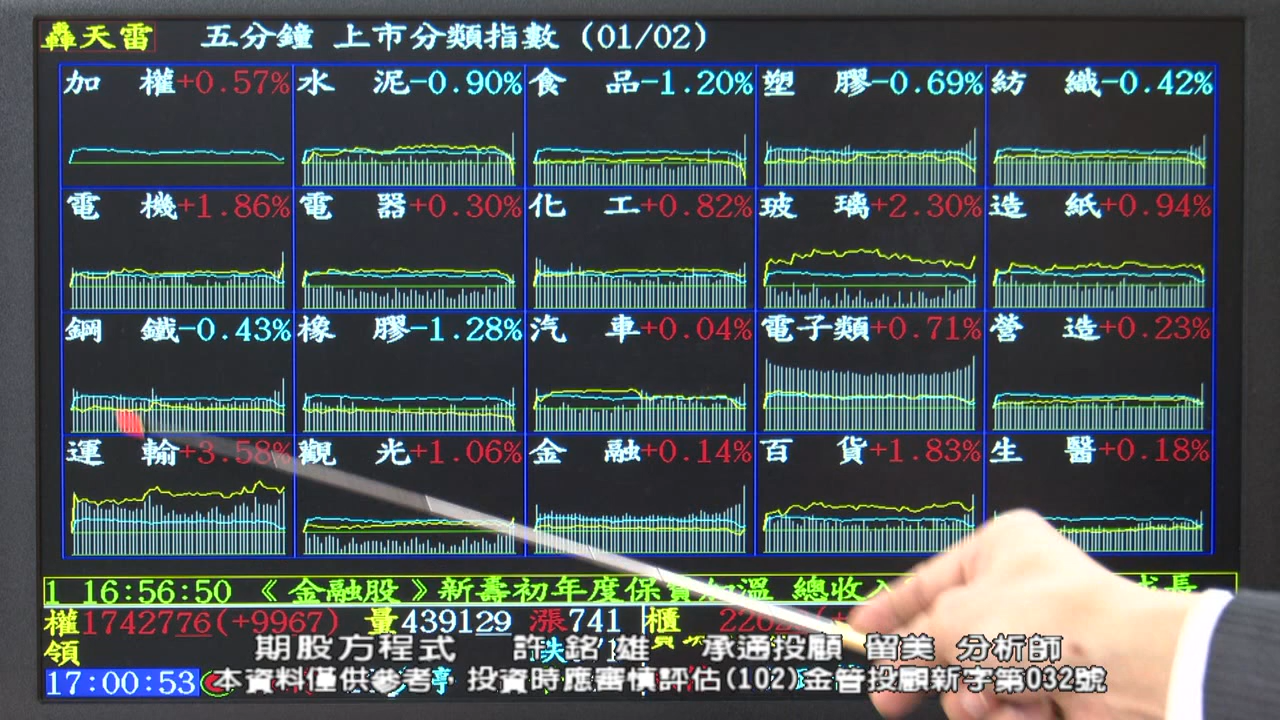 轟天雷 五分鐘 上市分類指數 (01/02)
加權+0.57% 水泥-0.90% 食品-1.20% 塑膠-0.69% 紡織-0.42%
電機+1.86% 電器+0.30% 化工+0.82% 玻璃+2.30% 造紙+0.94%
鋼鐵-0.43% 橡膠-1.28% 汽車+0.04% 電子類+0.71% 營造+0.23%
運輸+3.58% 觀光+1.06% 金融+0.14% 百貨+1.83% 生醫+0.18%
1 16:56:50 《金融股》新壽初年度保費加溫 總收入 成長
權1742776(+9967) 量439129 漲741 櫃
領
期股方程式 許銘雄 承通投顧 留美 分析師
17:00:53
本資料僅供參考，投資時應審慎評估(102)金管投顧新字第032號